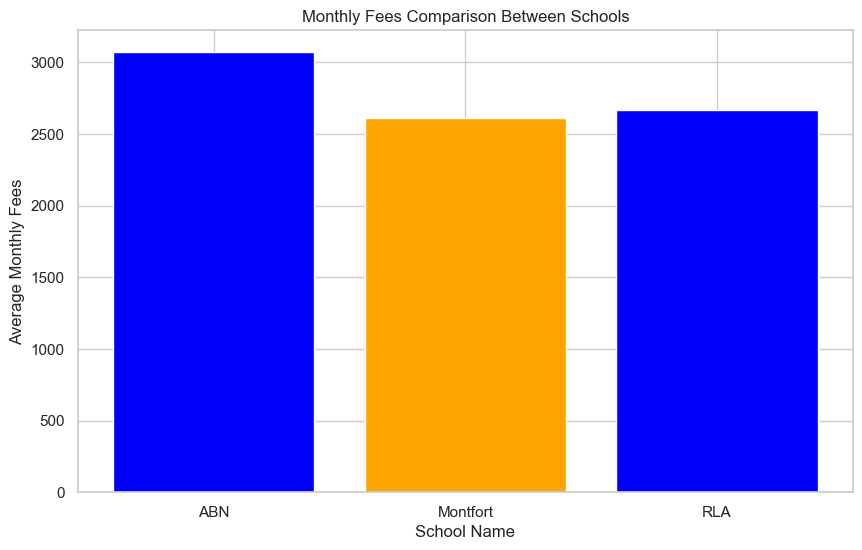 Monthly Fees Comparison Between Schools
Average Monthly Fees
3000
2500
2000
1500
1000
500
0
ABN
Montfort
RLA
School Name